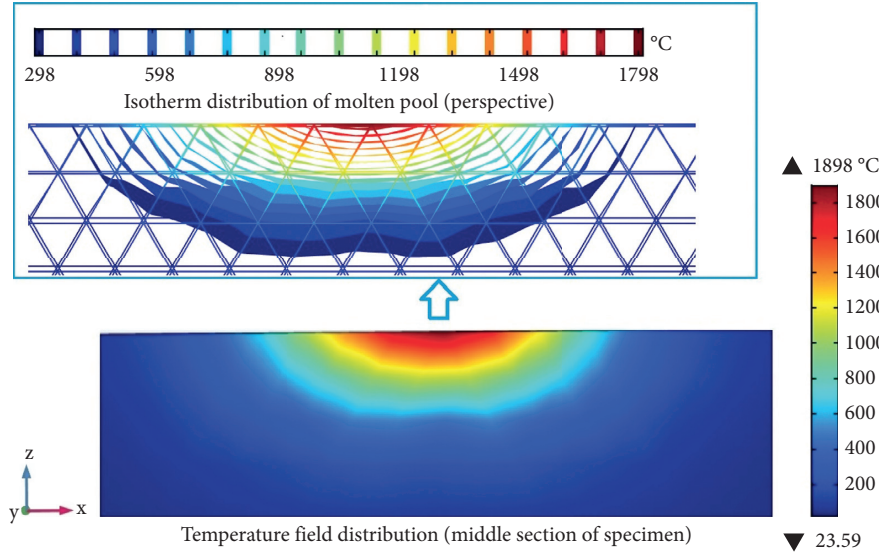 °C
298 598 898 1198 1498 1798
Isotherm distribution of molten pool (perspective)
▲ 1898 °C
1800
1600
1400
1200
1000
800
600
400
200
▼ 23.59
z
y x
Temperature field distribution (middle section of specimen)